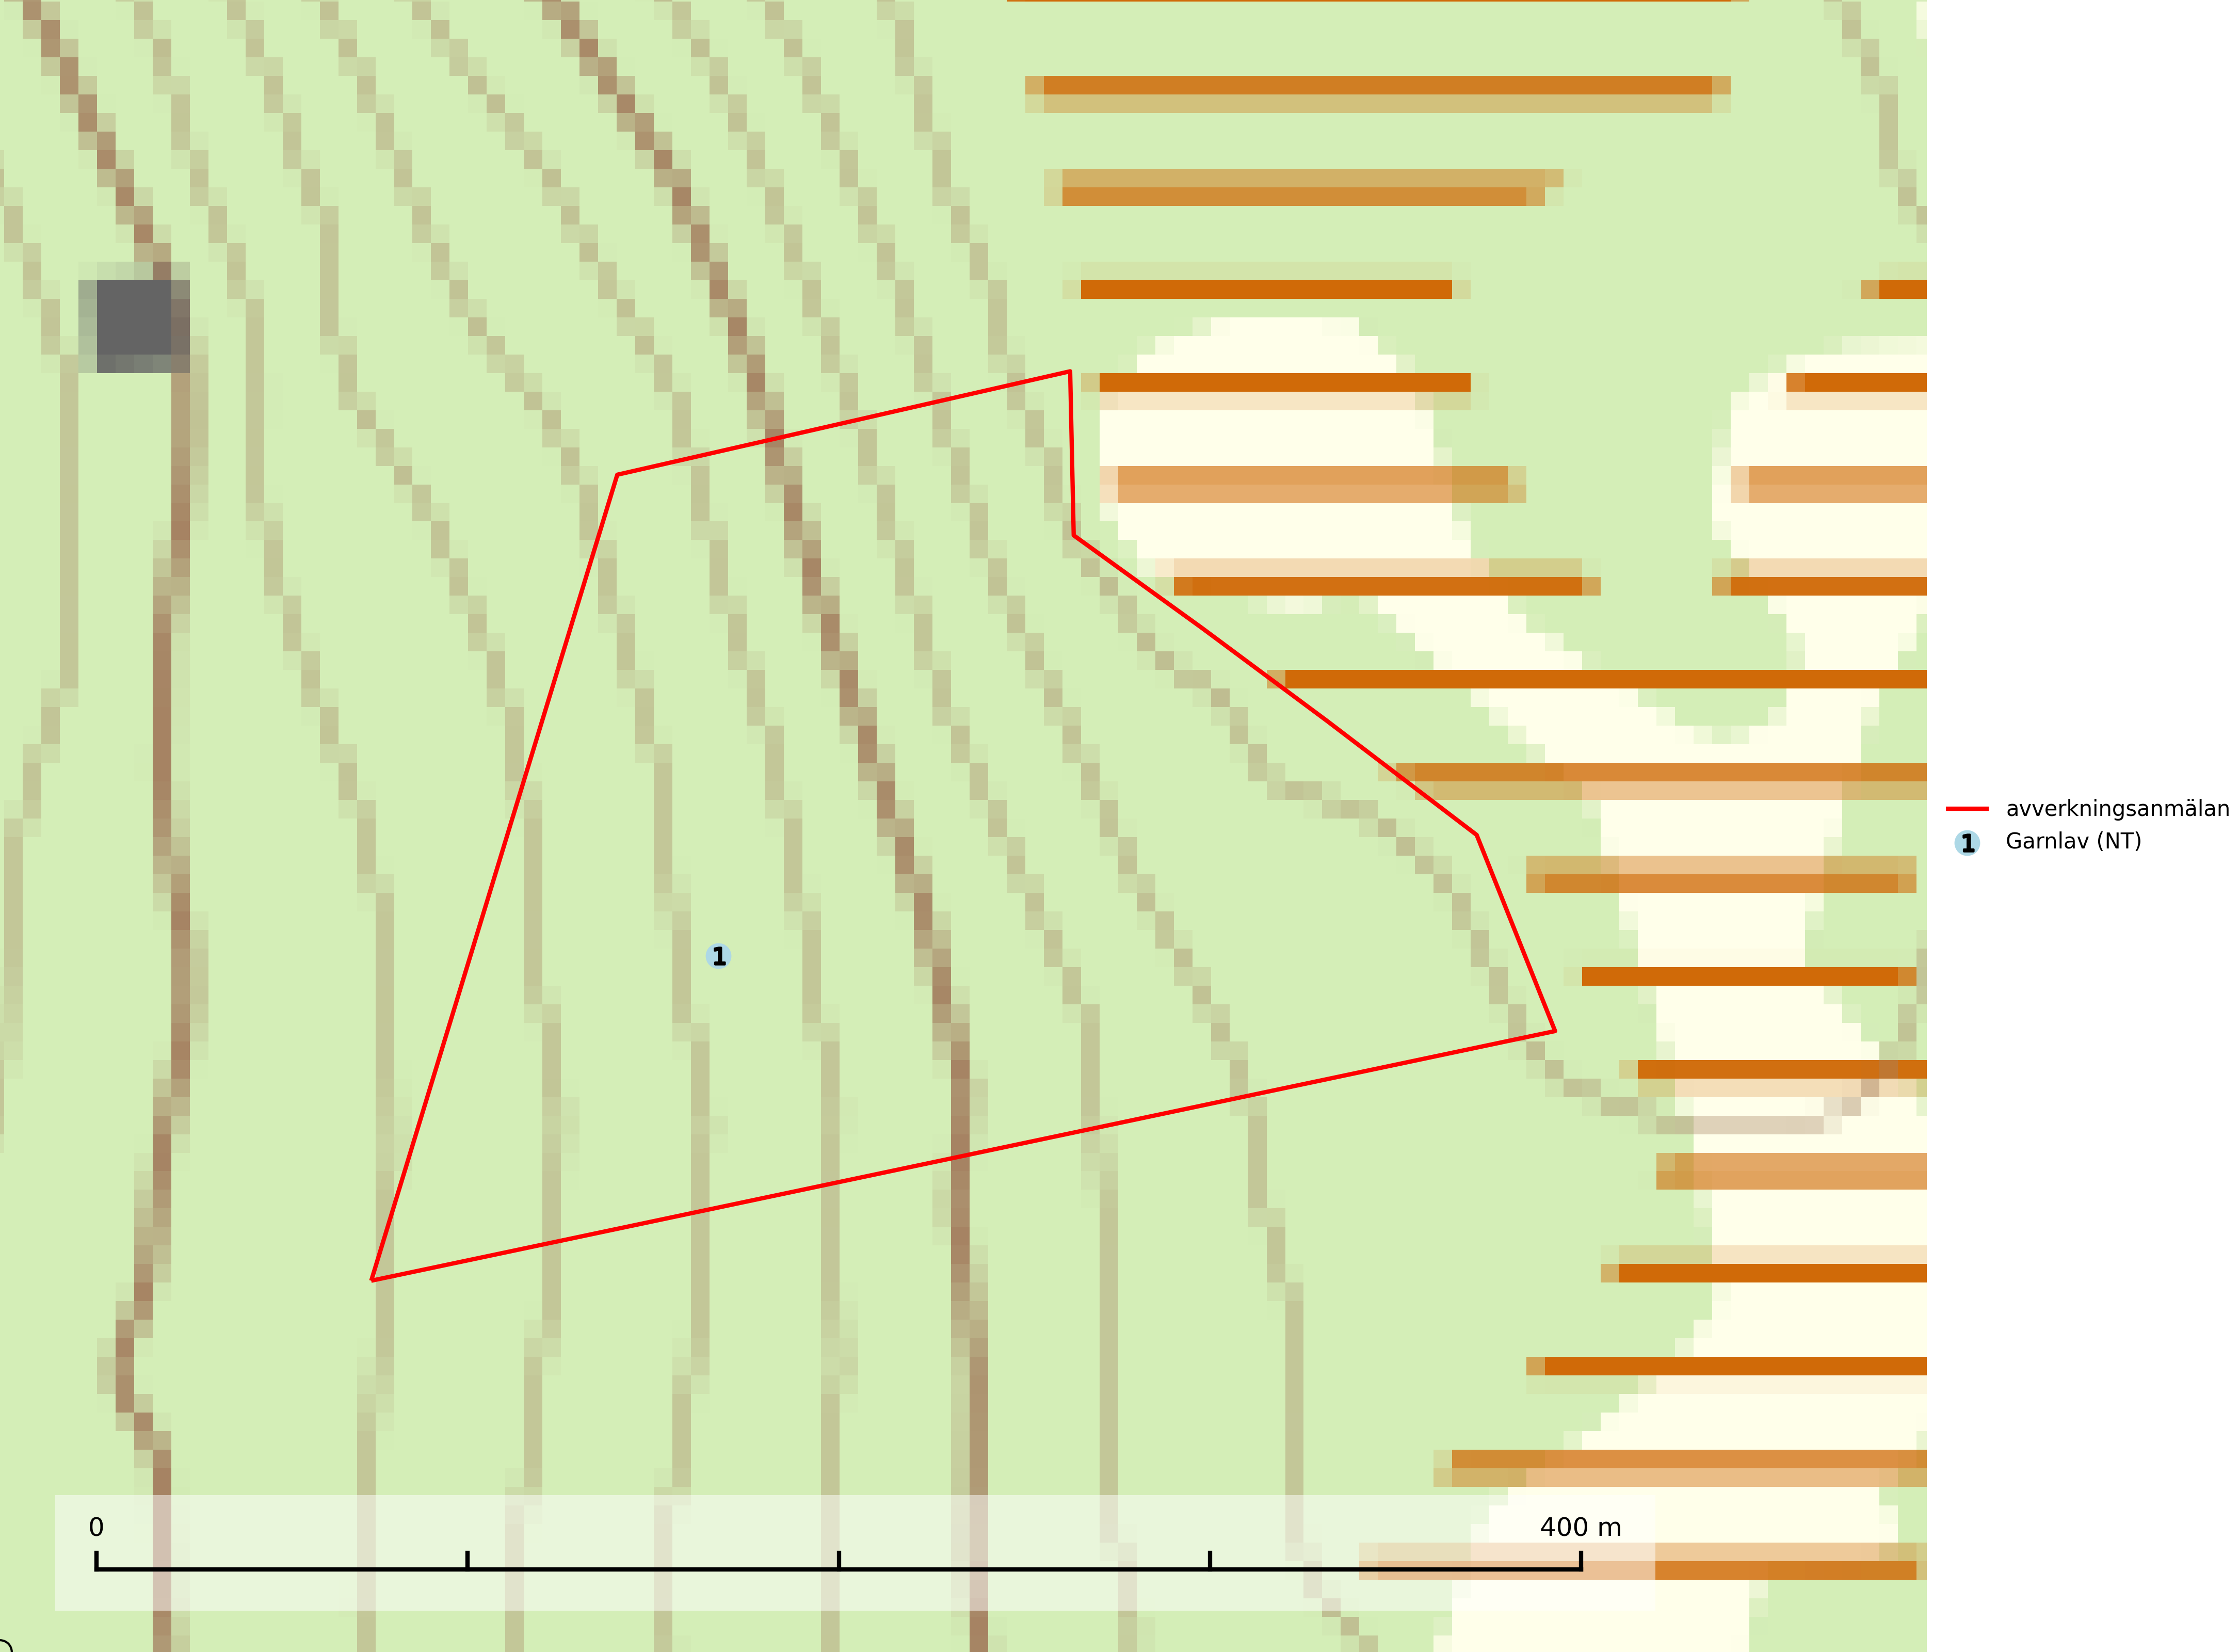 1
avverkningsanmälan
1 Garnlav (NT)
0 400 m